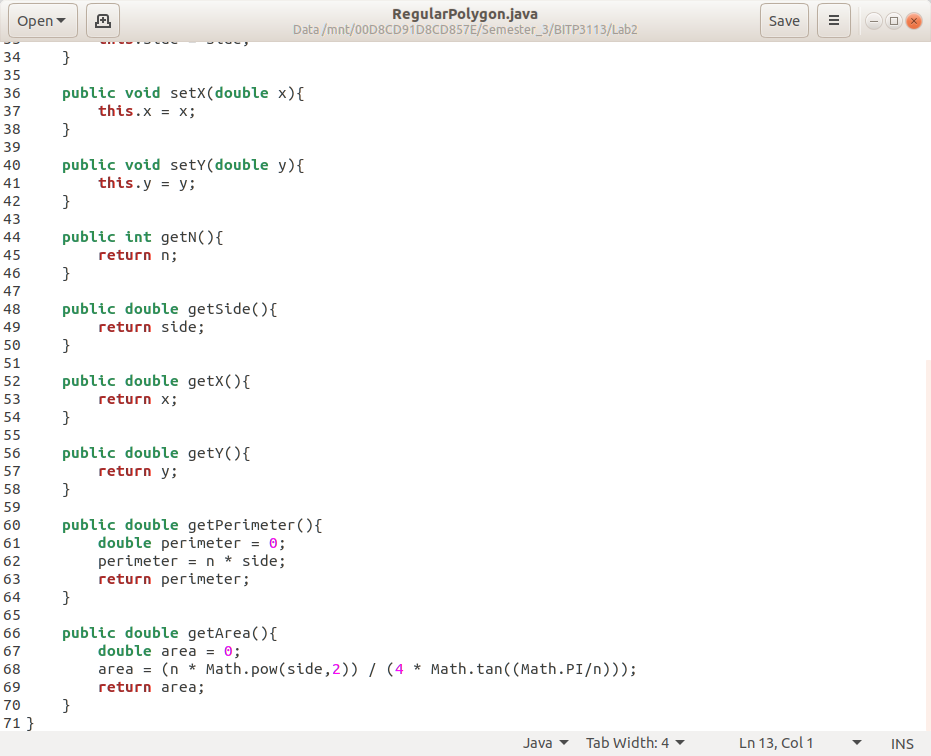 Open
RegularPolygon.java
Data /mnt/00D8CD91D8CD857E/Semester_3/BITP3113/Lab2
Save
34     }
35
36     public void setX(double x){
37         this.x = x;
38     }
39
40     public void setY(double y){
41         this.y = y;
42     }
43
44     public int getN(){
45         return n;
46     }
47
48     public double getSide(){
49         return side;
50     }
51
52     public double getX(){
53         return x;
54     }
55
56     public double getY(){
57         return y;
58     }
59
60     public double getPerimeter(){
61         double perimeter = 0;
62         perimeter = n * side;
63         return perimeter;
64     }
65
66     public double getArea(){
67         double area = 0;
68         area = (n * Math.pow(side,2)) / (4 * Math.tan((Math.PI/n)));
69         return area;
70     }
71 }
Java Tab Width: 4 Ln 13, Col 1 INS